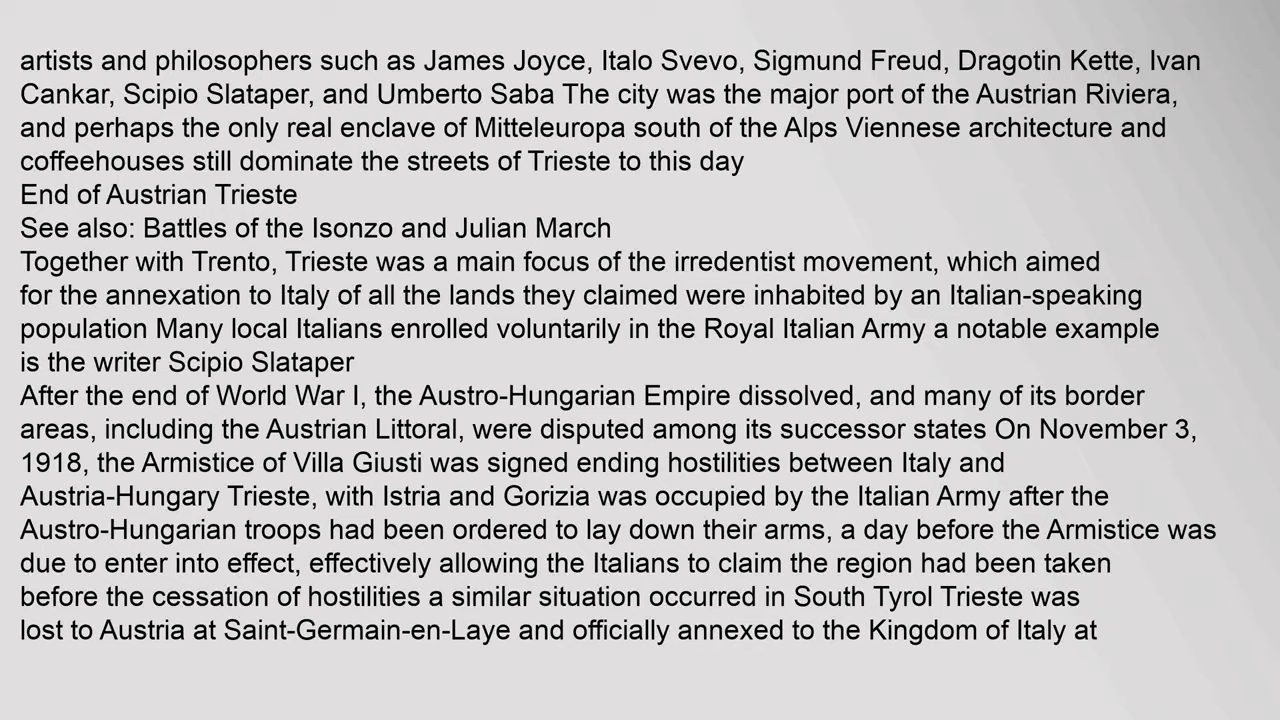 artists and philosophers such as James Joyce, Italo Svevo, Sigmund Freud, Dragotin Kette, Ivan
Cankar, Scipio Slataper, and Umberto Saba The city was the major port of the Austrian Riviera,
and perhaps the only real enclave of Mitteleuropa south of the Alps Viennese architecture and
coffeehouses still dominate the streets of Trieste to this day
End of Austrian Trieste
See also: Battles of the Isonzo and Julian March
Together with Trento, Trieste was a main focus of the irredentist movement, which aimed
for the annexation to Italy of all the lands they claimed were inhabited by an Italian-speaking
population Many local Italians enrolled voluntarily in the Royal Italian Army a notable example
is the writer Scipio Slataper
After the end of World War I, the Austro-Hungarian Empire dissolved, and many of its border
areas, including the Austrian Littoral, were disputed among its successor states On November 3,
1918, the Armistice of Villa Giusti was signed ending hostilities between Italy and
Austria-Hungary Trieste, with Istria and Gorizia was occupied by the Italian Army after the
Austro-Hungarian troops had been ordered to lay down their arms, a day before the Armistice was
due to enter into effect, effectively allowing the Italians to claim the region had been taken
before the cessation of hostilities a similar situation occurred in South Tyrol Trieste was
lost to Austria at Saint-Germain-en-Laye and officially annexed to the Kingdom of Italy at